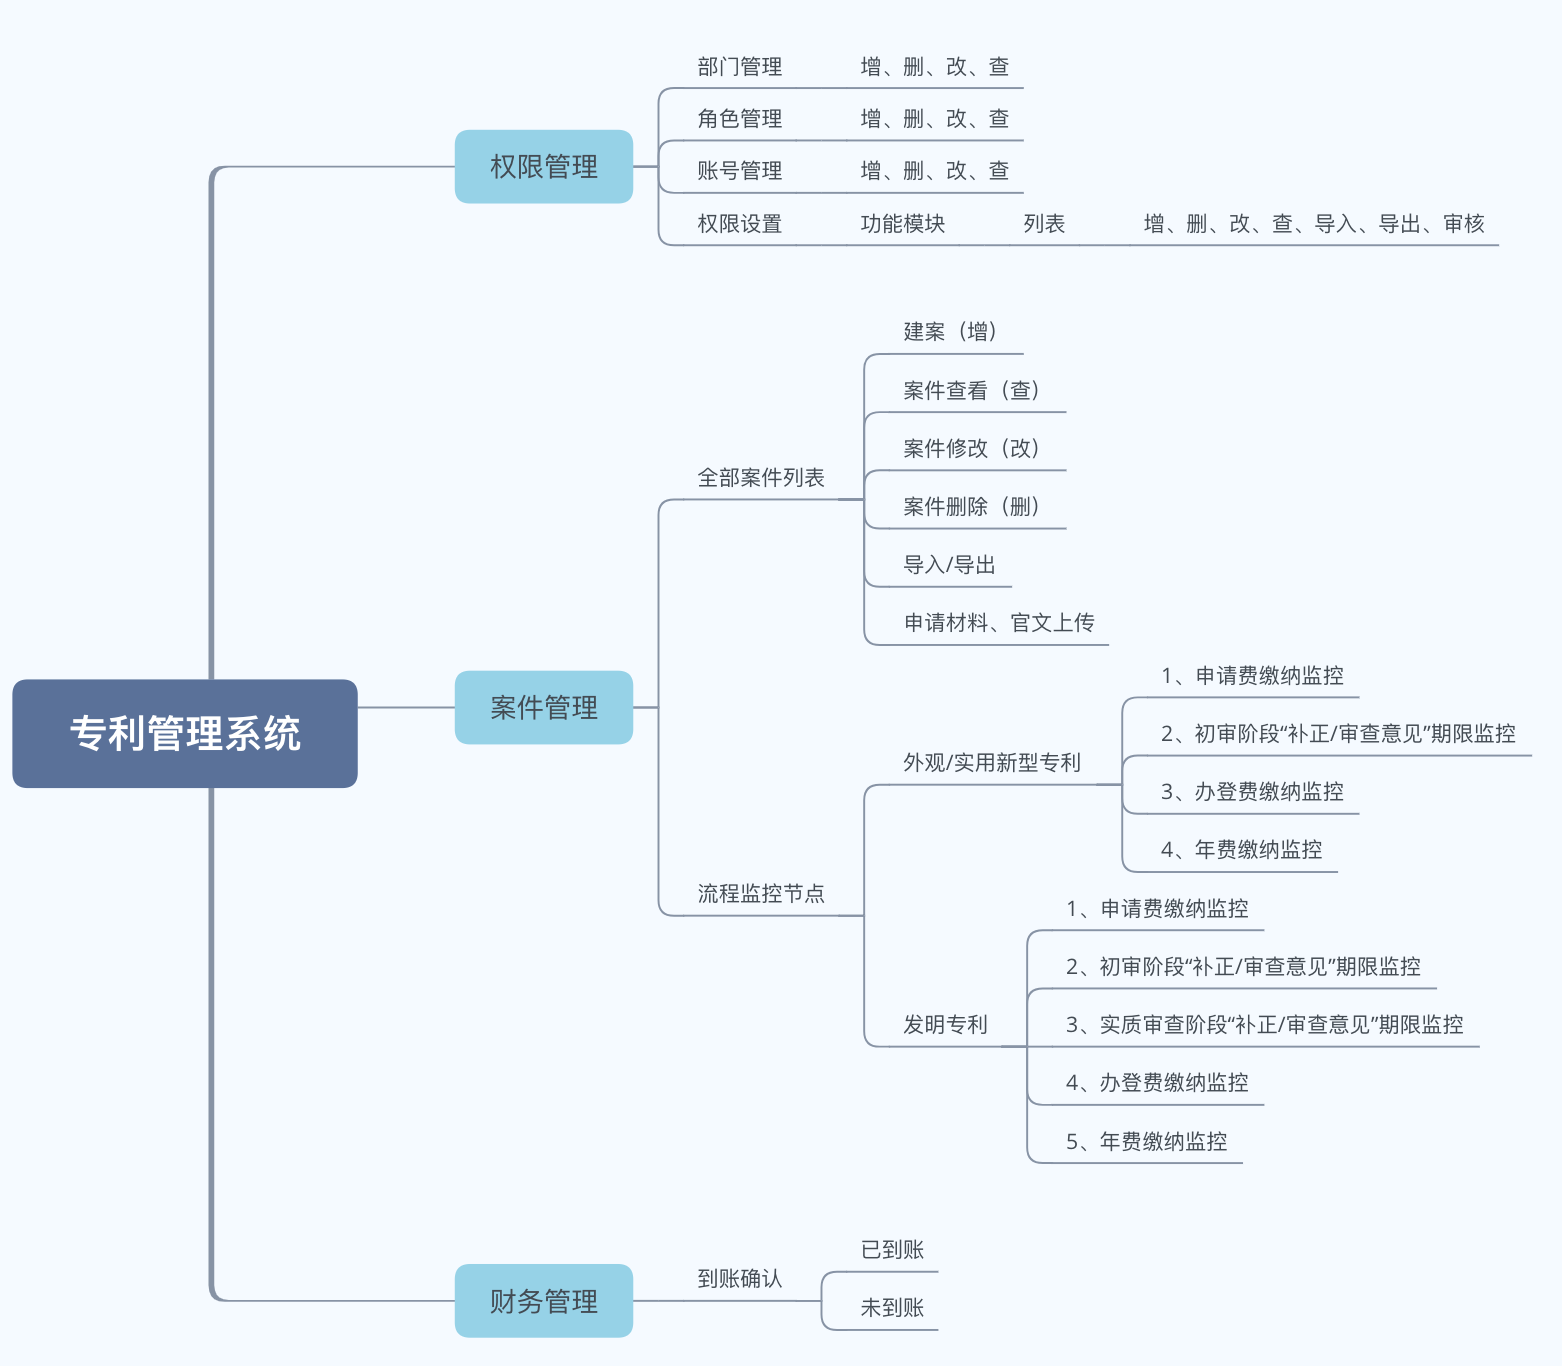 专利管理系统
权限管理
部门管理
增、删、改、查
角色管理
增、删、改、查
账号管理
增、删、改、查
权限设置
功能模块
列表
增、删、改、查、导入、导出、审核
案件管理
全部案件列表
建案（增）
案件查看（查）
案件修改（改）
案件删除（删）
导入/导出
申请材料、官文上传
流程监控节点
外观/实用新型专利
1、申请费缴纳监控
2、初审阶段“补正/审查意见”期限监控
3、办登费缴纳监控
4、年费缴纳监控
发明专利
1、申请费缴纳监控
2、初审阶段“补正/审查意见”期限监控
3、实质审查阶段“补正/审查意见”期限监控
4、办登费缴纳监控
5、年费缴纳监控
财务管理
到账确认
已到账
未到账